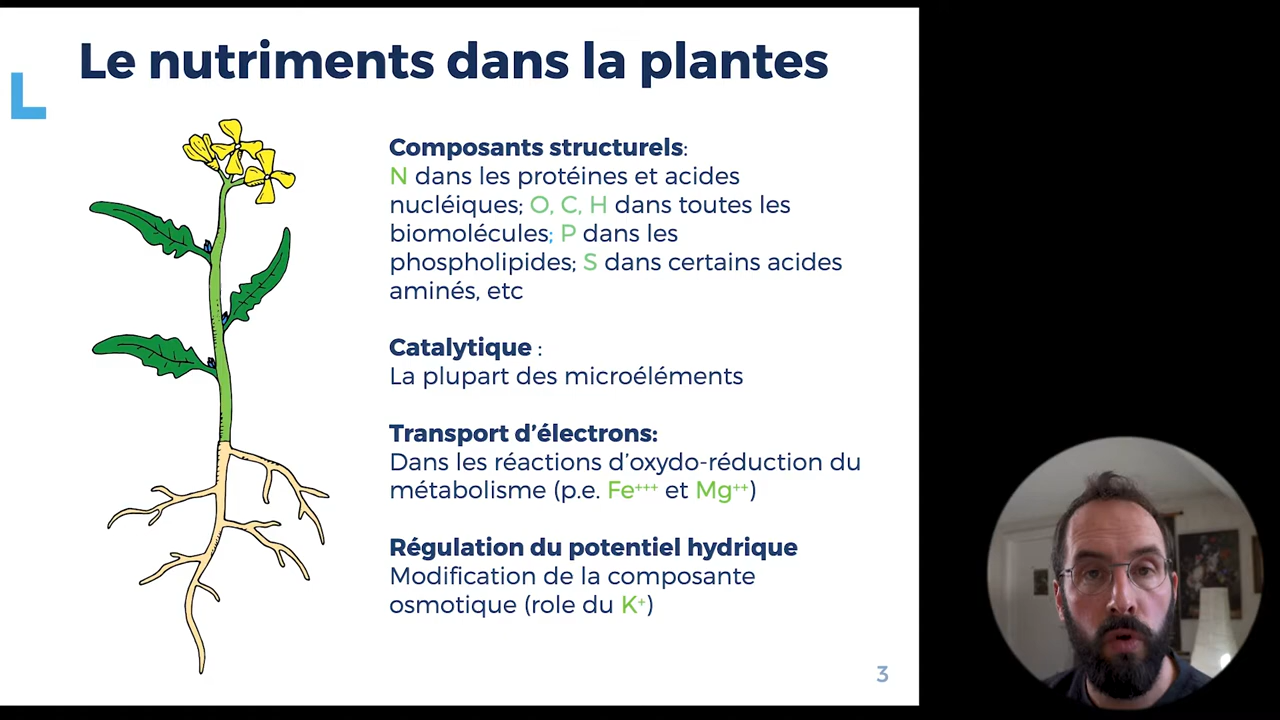 Le nutriments dans la plantes
Composants structurels:
N dans les protéines et acides
nucléiques; O, C, H dans toutes les
biomolécules; P dans les
phospholipides; S dans certains acides
aminés, etc
Catalytique :
La plupart des microéléments
Transport d’électrons:
Dans les réactions d’oxydo-réduction du
métabolisme (p.e. Fe+++ et Mg++)
Régulation du potentiel hydrique
Modification de la composante
osmotique (role du K+)
3